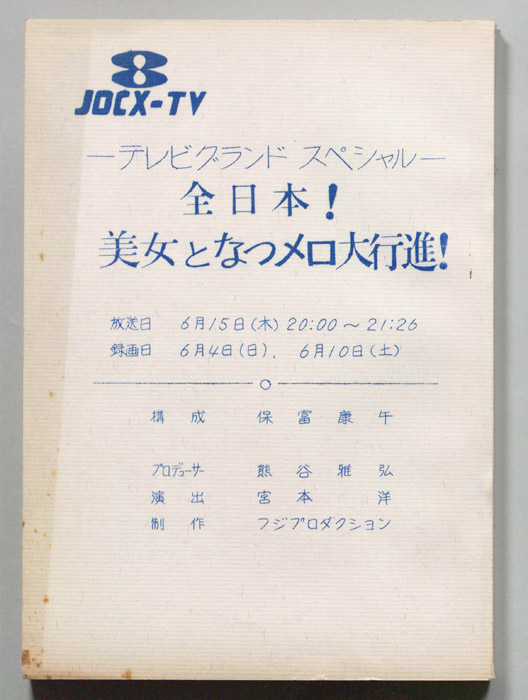 8
JOCX-TV
―テレビグランド スペシャル―
全日本!
美女となつメロ大行進!
放送日 6月15日(木) 20:00～21:26
録画日 6月4日(日)、6月10日(土)
構成 保富康午
プロデューサー 熊谷雅弘
演出 宮本 洋
制作 フジプロダクション